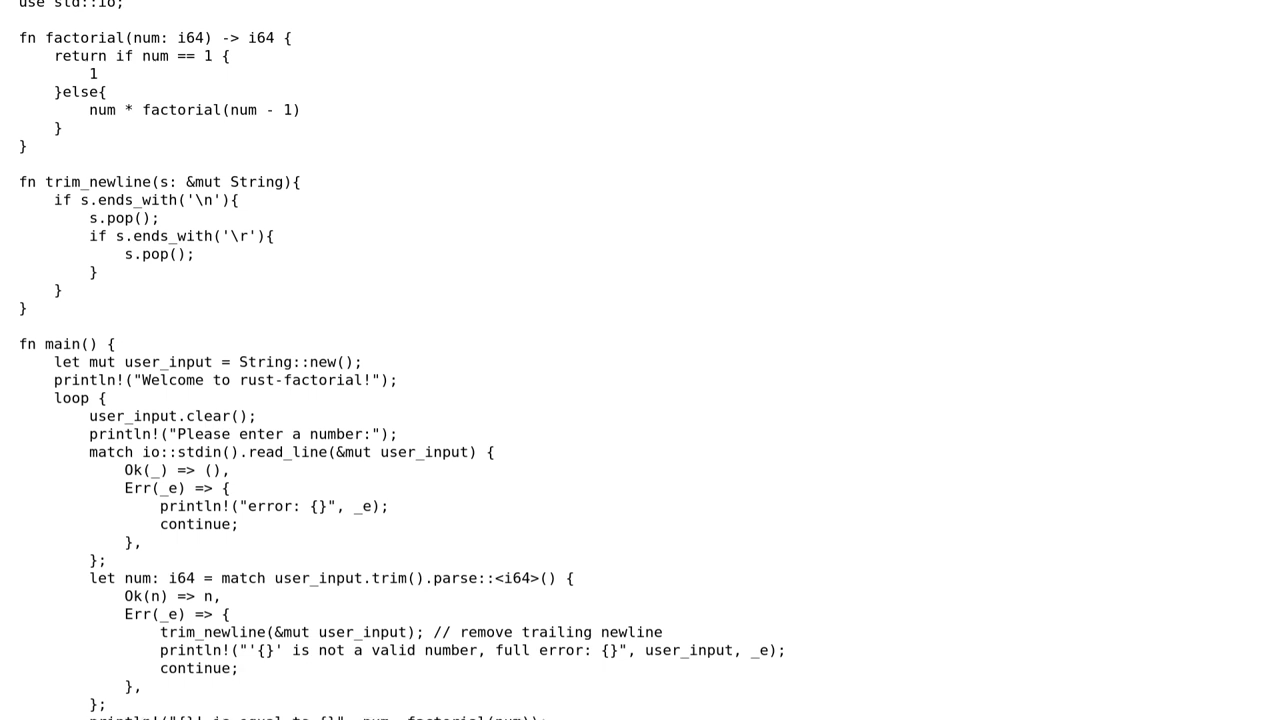 use std::io;
fn factorial(num: i64) -> i64 {
    return if num == 1 {
        1
    }else{
        num * factorial(num - 1)
    }
}
fn trim_newline(s: &mut String){
    if s.ends_with('\n'){
        s.pop();
        if s.ends_with('\r'){
            s.pop();
        }
    }
}
fn main() {
    let mut user_input = String::new();
    println!("Welcome to rust-factorial!");
    loop {
        user_input.clear();
        println!("Please enter a number:");
        match io::stdin().read_line(&mut user_input) {
            Ok(_) => (),
            Err(_e) => {
                println!("error: {}", _e);
                continue;
            },
        };
        let num: i64 = match user_input.trim().parse::<i64>() {
            Ok(n) => n,
            Err(_e) => {
                trim_newline(&mut user_input); // remove trailing newline
                println!("'{}' is not a valid number, full error: {}", user_input, _e);
                continue;
            },
        };